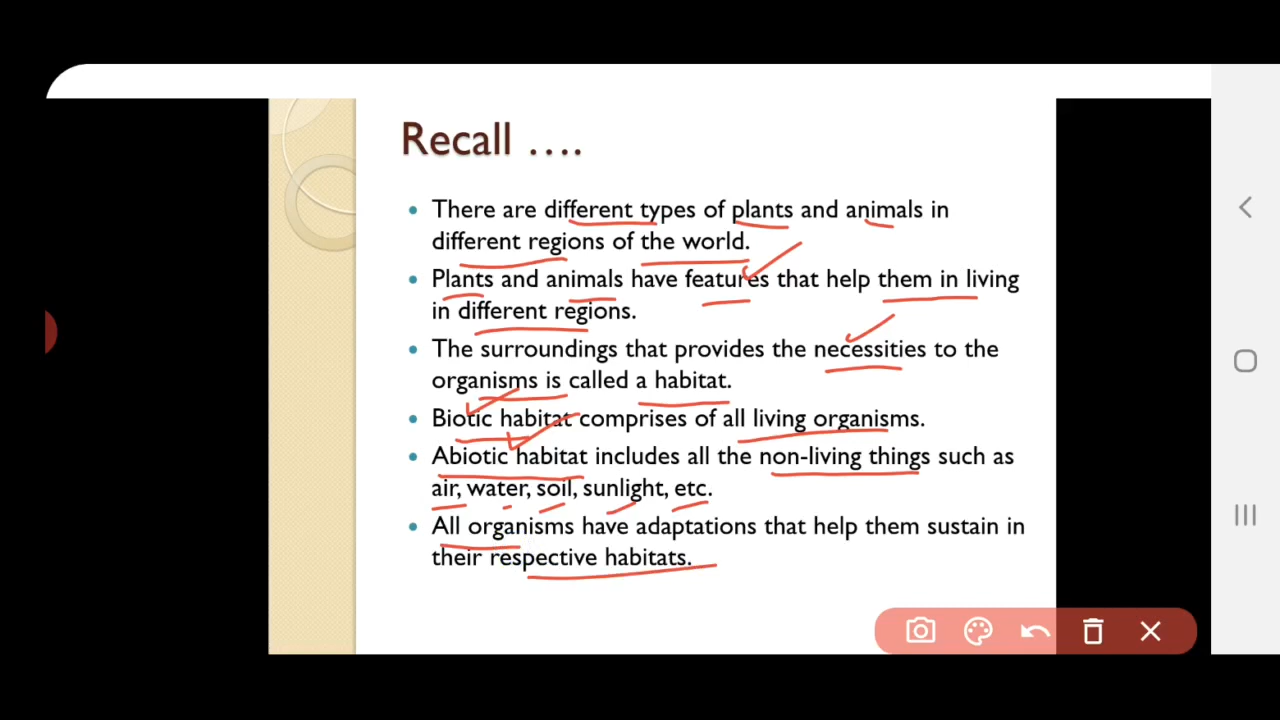 Recall ....
• There are different types of plants and animals in
different regions of the world.
• Plants and animals have features that help them in living
in different regions.
• The surroundings that provides the necessities to the
organisms is called a habitat.
• Biotic habitat comprises of all living organisms.
• Abiotic habitat includes all the non-living things such as
air, water, soil, sunlight, etc.
• All organisms have adaptations that help them sustain in
their respective habitats.